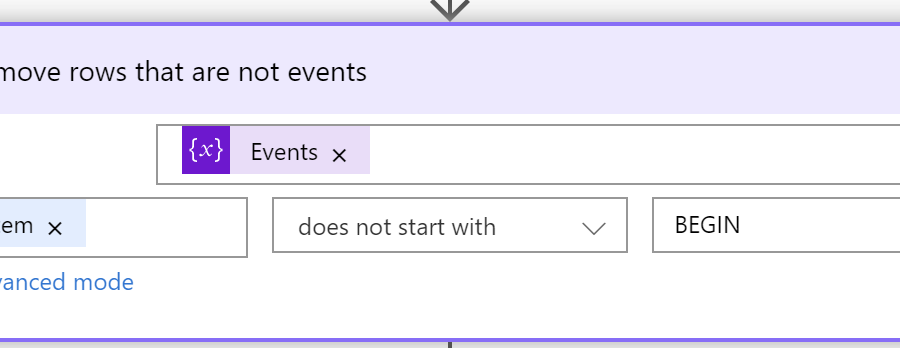 move rows that are not events
{x} Events ×
em × does not start with BEGIN
vanced mode